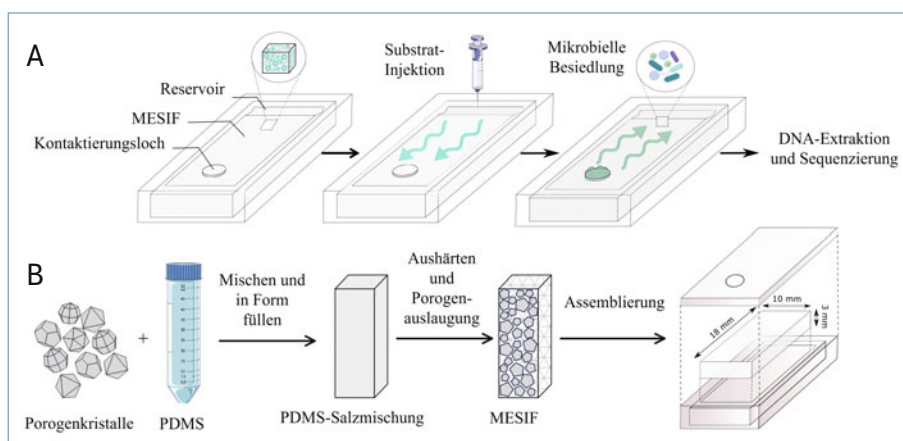 A
Reservoir
MESIF
Kontaktierungsloch
Substrat-
Injektion
Mikrobielle
Besiedlung
DNA-Extraktion
und Sequenzierung
B
Porogenkristalle
+
PDMS
Mischen und
in Form
füllen
PDMS-Salzmischung
Aushärten
und
Porogen-
auslaugung
MESIF
Assemblierung
18 mm
10 mm
3 mm